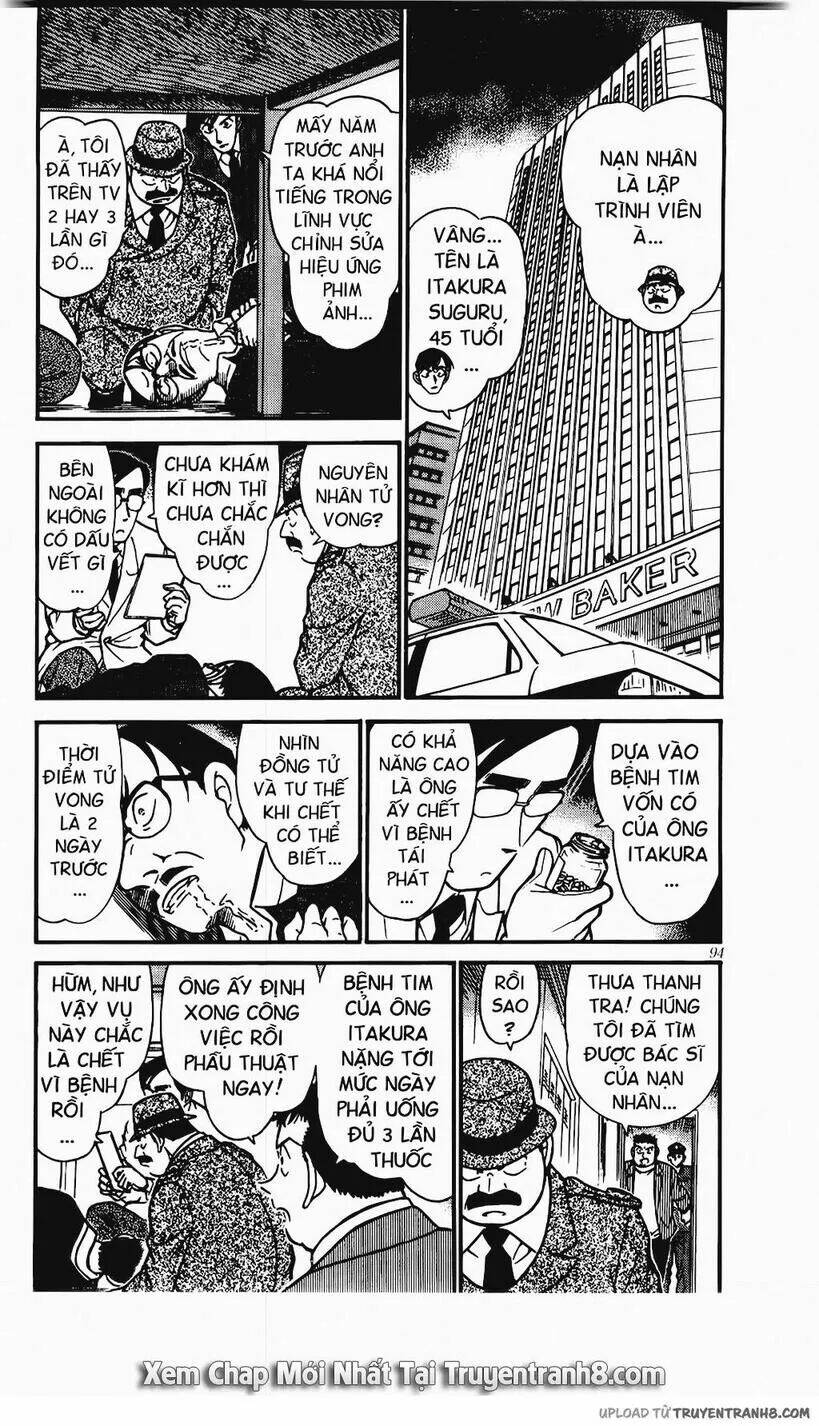 NẠN NHÂN
LÀ LẬP
TRÌNH VIÊN
À...
VÂNG...
TÊN LÀ
ITAKURA
SUGURU,
45 TUỔI
...
W BAKER
MẤY NĂM
TRƯỚC ANH
TA KHÁ NỔI
TIẾNG TRONG
LĨNH VỰC
CHỈNH SỬA
HIỆU ỨNG
PHIM
ẢNH...
À, TÔI
ĐÃ THẤY
TRÊN TV
2 HAY 3
LẦN GÌ
ĐÓ...
NGUYÊN
NHÂN TỬ
VONG?
CHƯA KHÁM
KĨ HƠN THÌ
CHƯA CHẮC
CHẮN
ĐƯỢC
...
BÊN
NGOÀI
KHÔNG
CÓ DẤU
VẾT GÌ
...
DỰA VÀO
BỆNH TIM
VỐN CÓ
CỦA ÔNG
ITAKURA
...
CÓ KHẢ
NĂNG CAO
LÀ ÔNG
ẤY CHẾT
VÌ BỆNH
TÁI
PHÁT ...
NHÌN
ĐỒNG TỬ
VÀ TƯ THẾ
KHI CHẾT
CÓ THỂ
BIẾT...
THỜI
ĐIỂM TỬ
VONG
LÀ 2
NGÀY
TRƯỚC
...
94
THƯA THANH
TRA! CHÚNG
TÔI ĐÃ TÌM
ĐƯỢC BÁC SĨ
CỦA NẠN
NHÂN...
RỒI
SAO
?
BỆNH TIM
CỦA ÔNG
ITAKURA
NẶNG TỚI
MỨC NGÀY
PHẢI UỐNG
ĐỦ 3 LẦN
THUỐC
ÔNG ẤY ĐỊNH
XONG CÔNG
VIỆC RỒI
PHẪU THUẬT
NGAY!
HỪM, NHƯ
VẬY VỤ
NÀY CHẮC
LÀ CHẾT
VÌ BỆNH
RỒI
...
Xem Chap Mới Nhất Tại Truyentranh8.com
UPLOAD TỪ TRUYENTRANH8.COM